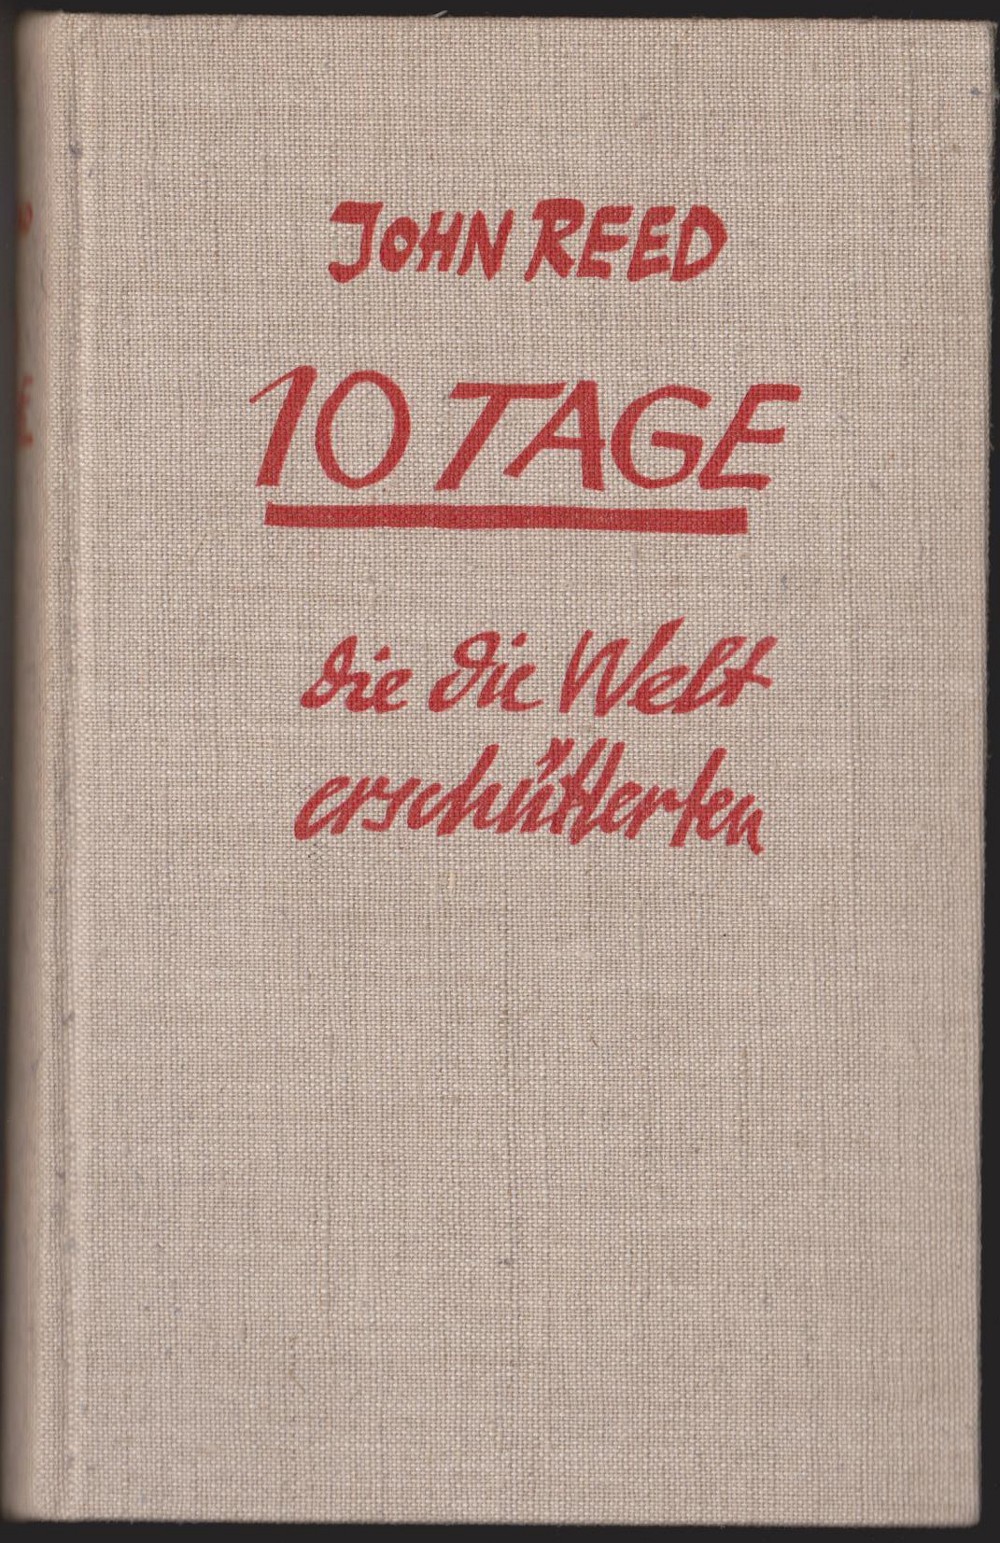 JOHN REED
10 TAGE
die die Welt
erschütterten